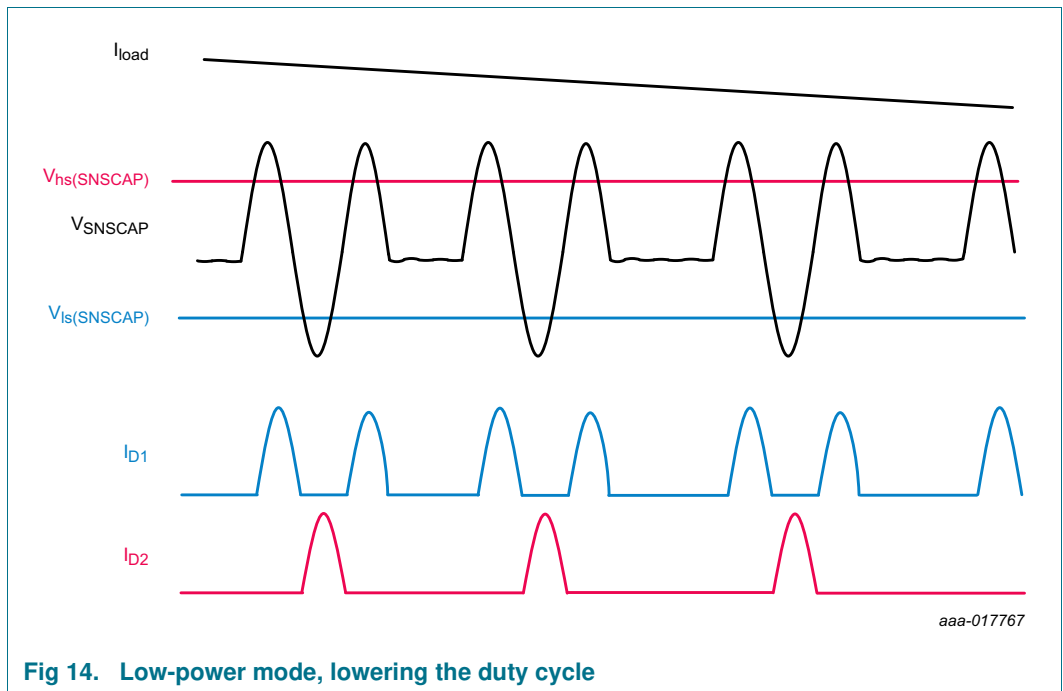 Iload
Vhs(SNSCAP)
VSNSCAP
Vls(SNSCAP)
ID1
ID2
aaa-017767
Fig 14. Low-power mode, lowering the duty cycle